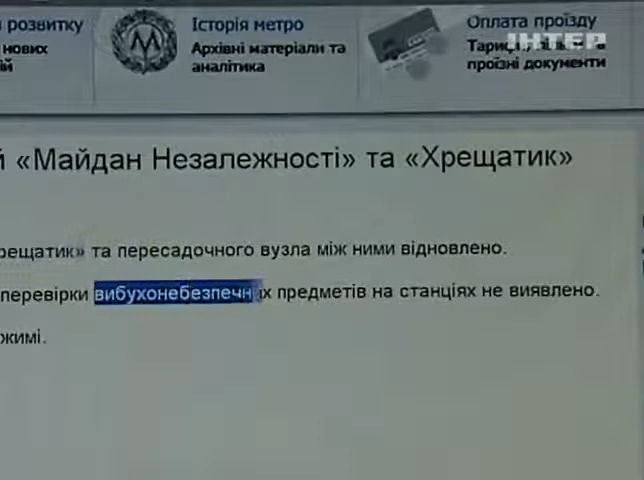 розвитку
нових
ій
Історія метро
Архівні матеріали та
аналітика
Оплата проїзду
проїзні документи
ІНТЕР
й «Майдан Незалежності» та «Хрещатик»
рещатик» та пересадочного вузла між ними відновлено.
перевірки вибухонебезпечних предметів на станціях не виявлено.
жимі.